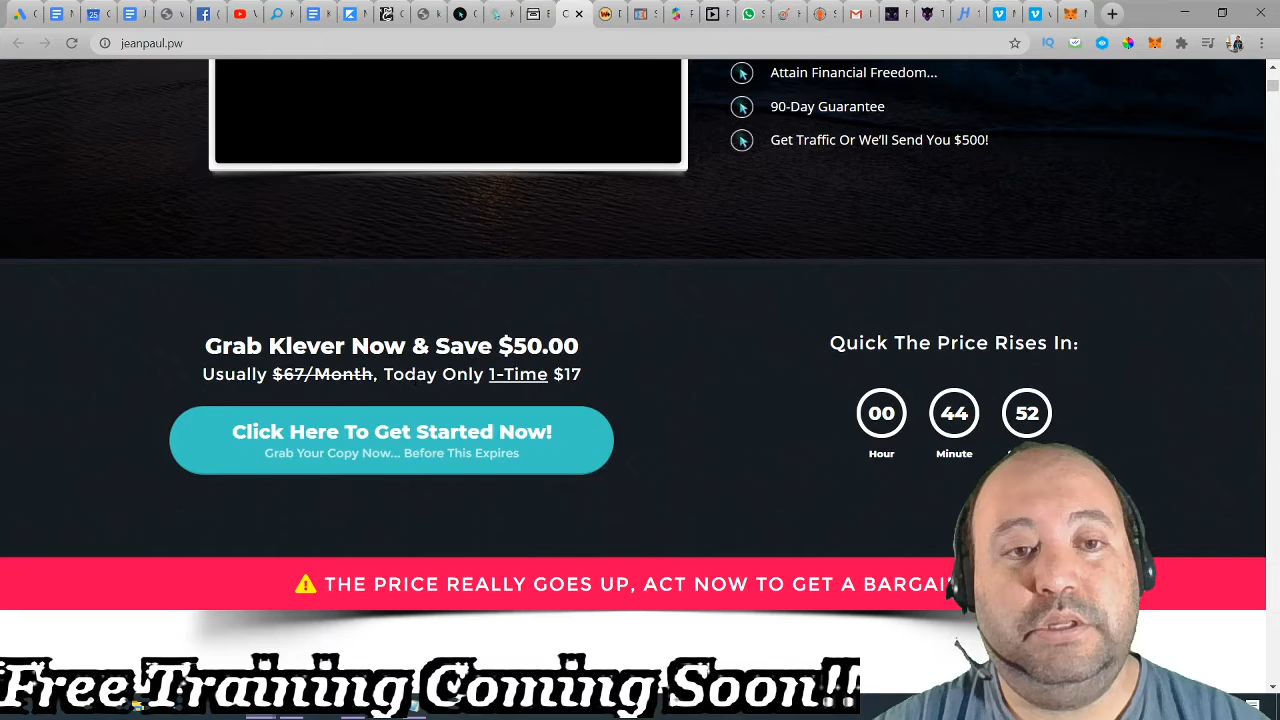 jeanpaul.pw
Attain Financial Freedom...
90-Day Guarantee
Get Traffic Or We'll Send You $500!
Grab Klever Now & Save $50.00
Usually $67/Month, Today Only 1-Time $17
Click Here To Get Started Now!
Grab Your Copy Now... Before This Expires
Quick The Price Rises In:
00 44 52
Hour Minute
THE PRICE REALLY GOES UP, ACT NOW TO GET A BARGAI
Free Training Coming Soon!!